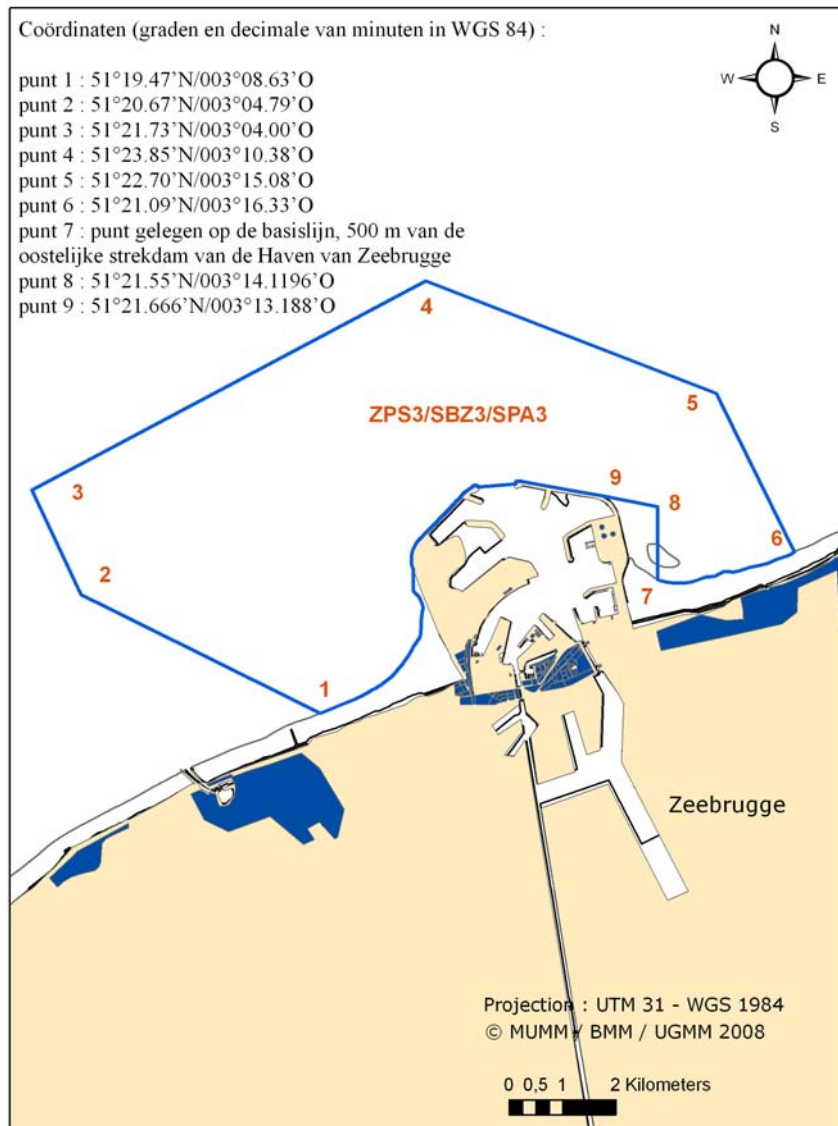 Coördinaten (graden en decimale van minuten in WGS 84) :
punt 1 : 51°19.47’N/003°08.63’O
punt 2 : 51°20.67’N/003°04.79’O
punt 3 : 51°21.73’N/003°04.00’O
punt 4 : 51°23.85’N/003°10.38’O
punt 5 : 51°22.70’N/003°15.08’O
punt 6 : 51°21.09’N/003°16.33’O
punt 7 : punt gelegen op de basislijn, 500 m van de
oostelijke strekdam van de Haven van Zeebrugge
punt 8 : 51°21.55’N/003°14.1196’O
punt 9 : 51°21.666’N/003°13.188’O
N
W E
S
4
ZPS3/SBZ3/SPA3
5
3
9
8
6
2
7
1
Zeebrugge
Projection : UTM 31 - WGS 1984
© MUMM / BMM / UGMM 2008
0 0,5 1 2 Kilometers